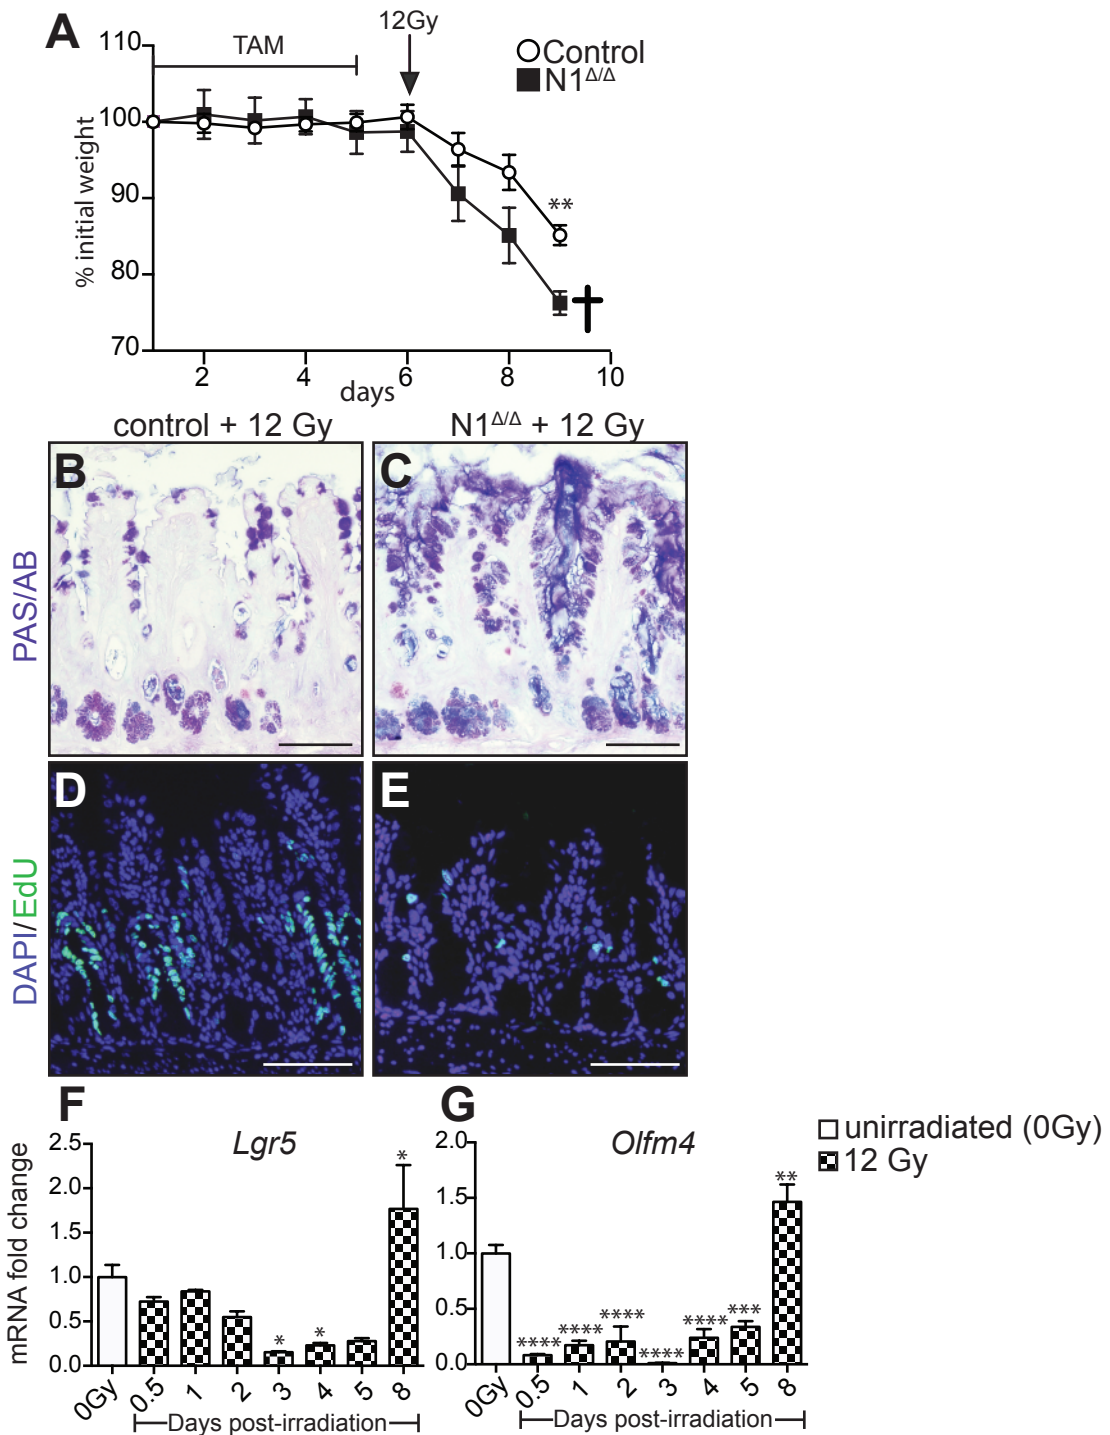 A
110
100
90
80
70
% initial weight
TAM
12Gy
Control
N1Δ/Δ
**
†
2
4
6
8
10
days
control + 12 Gy
N1Δ/Δ + 12 Gy
PAS/AB
B
C
DAPI/EdU
D
E
F
Lgr5
mRNA fold change
2.5
2.0
1.5
1.0
0.5
0.0
*
*
*
0Gy
0.5
1
2
3
4
5
8
Days post-irradiation
G
Olfm4
2.0
1.5
1.0
0.5
0.0
****
****
****
****
****
***
**
0Gy
0.5
1
2
3
4
5
8
Days post-irradiation
unirradiated (0Gy)
12 Gy